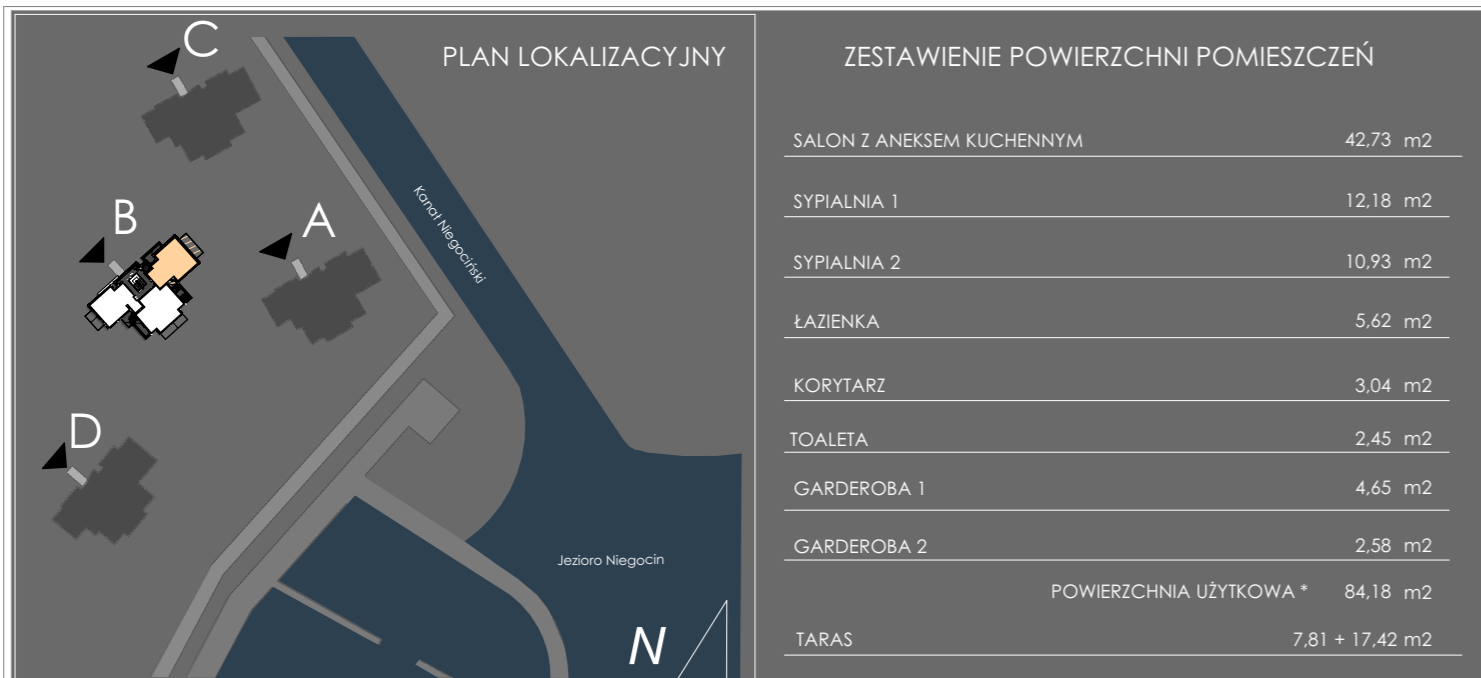 PLAN LOKALIZACYJNY
C
B
A
D
Kanał Niegociński
Jezioro Niegocin
N
ZESTAWIENIE POWIERZCHNI POMIESZCZEŃ
SALON Z ANEKSEM KUCHENNYM 42,73 m2
SYPIALNIA 1 12,18 m2
SYPIALNIA 2 10,93 m2
ŁAZIENKA 5,62 m2
KORYTARZ 3,04 m2
TOALETA 2,45 m2
GARDEROBA 1 4,65 m2
GARDEROBA 2 2,58 m2
POWIERZCHNIA UŻYTKOWA * 84,18 m2
TARAS 7,81 + 17,42 m2